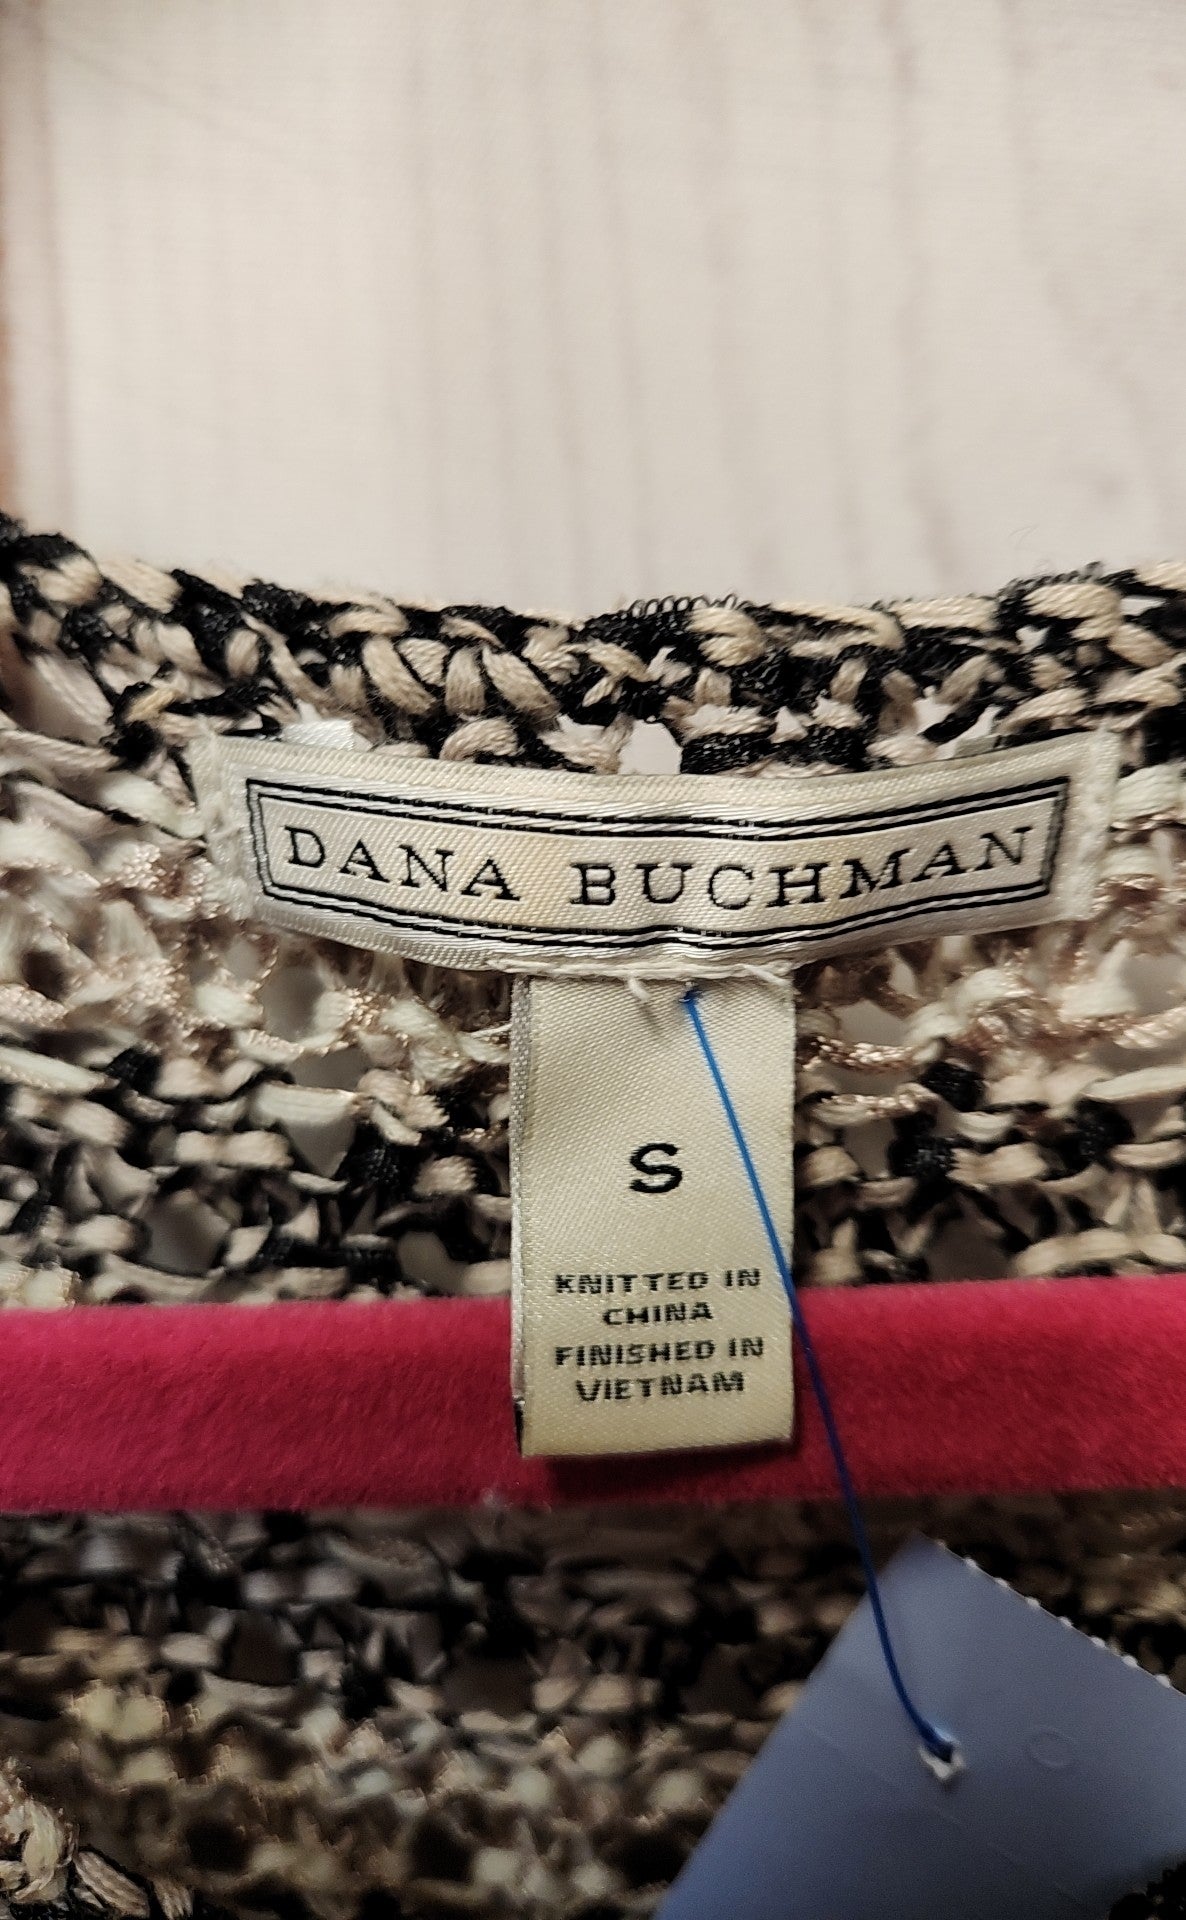 DANA BUCHMAN
S
KNITTED IN
CHINA
FINISHED IN
VIETNAM